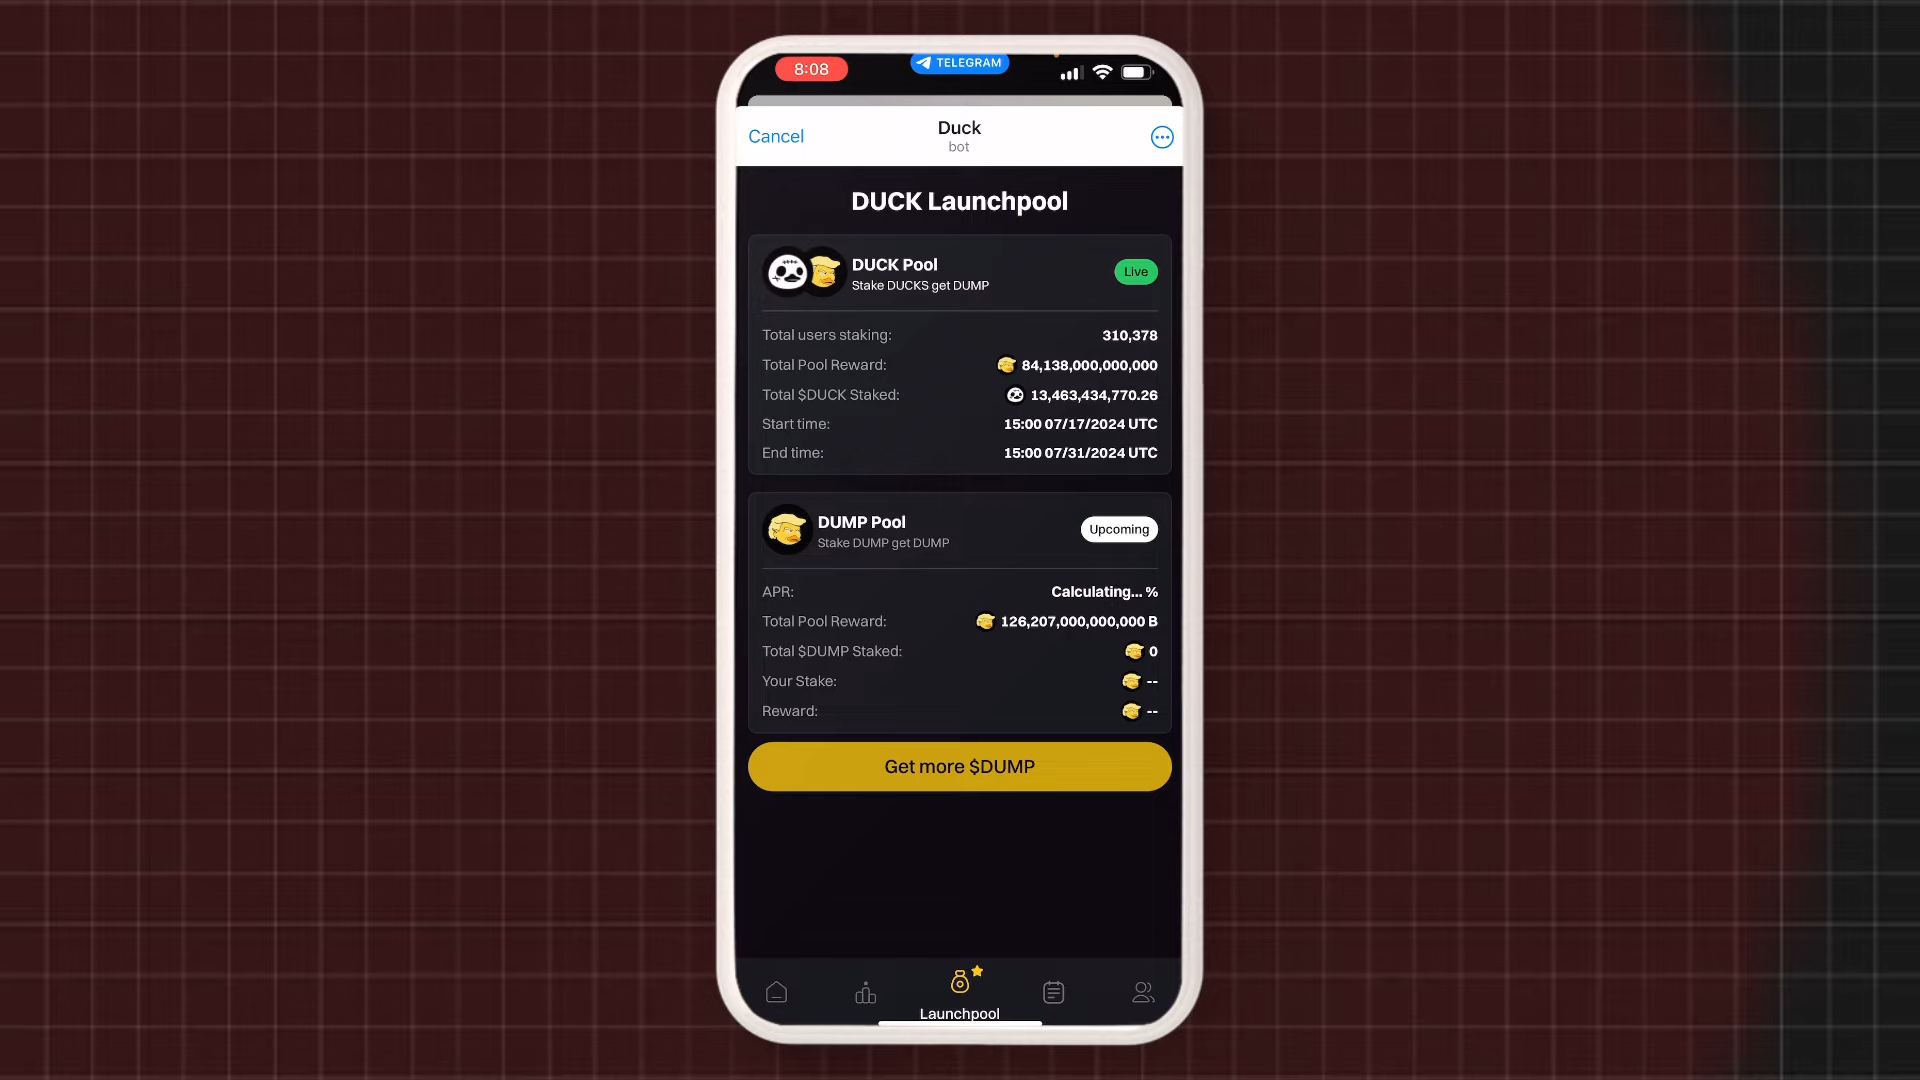 8:08
TELEGRAM
Cancel
Duck
bot
DUCK Launchpool
DUCK Pool
Stake DUCKS get DUMP
Live
Total users staking: 310,378
Total Pool Reward: 84,138,000,000,000
Total $DUCK Staked: 13,463,434,770.26
Start time: 15:00 07/17/2024 UTC
End time: 15:00 07/31/2024 UTC
DUMP Pool
Stake DUMP get DUMP
Upcoming
APR: Calculating... %
Total Pool Reward: 126,207,000,000,000 B
Total $DUMP Staked: 0
Your Stake: --
Reward: --
Get more $DUMP
Launchpool